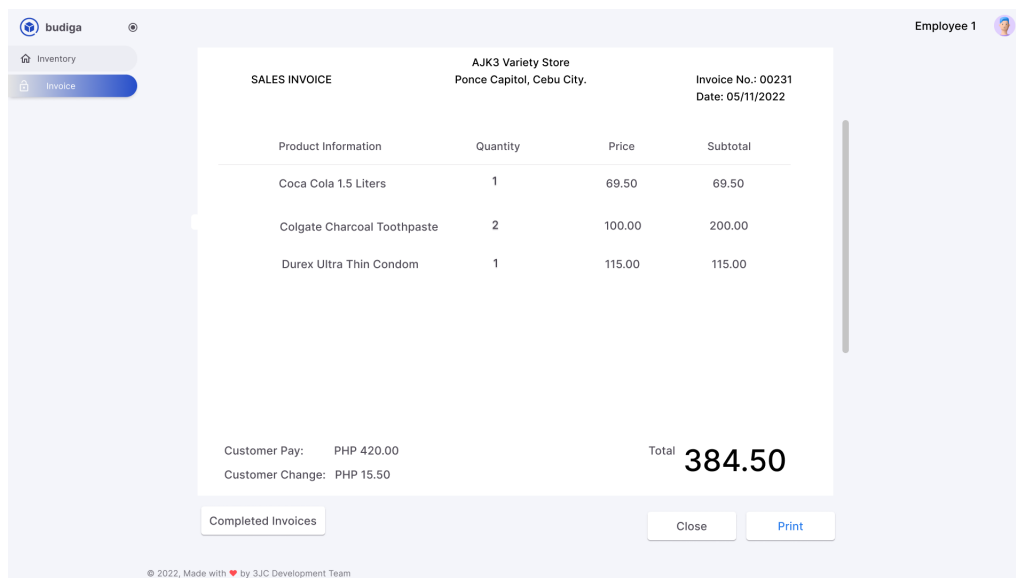 budiga
Employee 1
Inventory
Invoice
AJK3 Variety Store
SALES INVOICE
Ponce Capitol, Cebu City.
Invoice No.: 00231
Date: 05/11/2022
Product Information Quantity Price Subtotal
Coca Cola 1.5 Liters 1 69.50 69.50
Colgate Charcoal Toothpaste 2 100.00 200.00
Durex Ultra Thin Condom 1 115.00 115.00
Customer Pay: PHP 420.00
Customer Change: PHP 15.50
Total 384.50
Completed Invoices
Close
Print
© 2022, Made with ❤ by 3JC Development Team